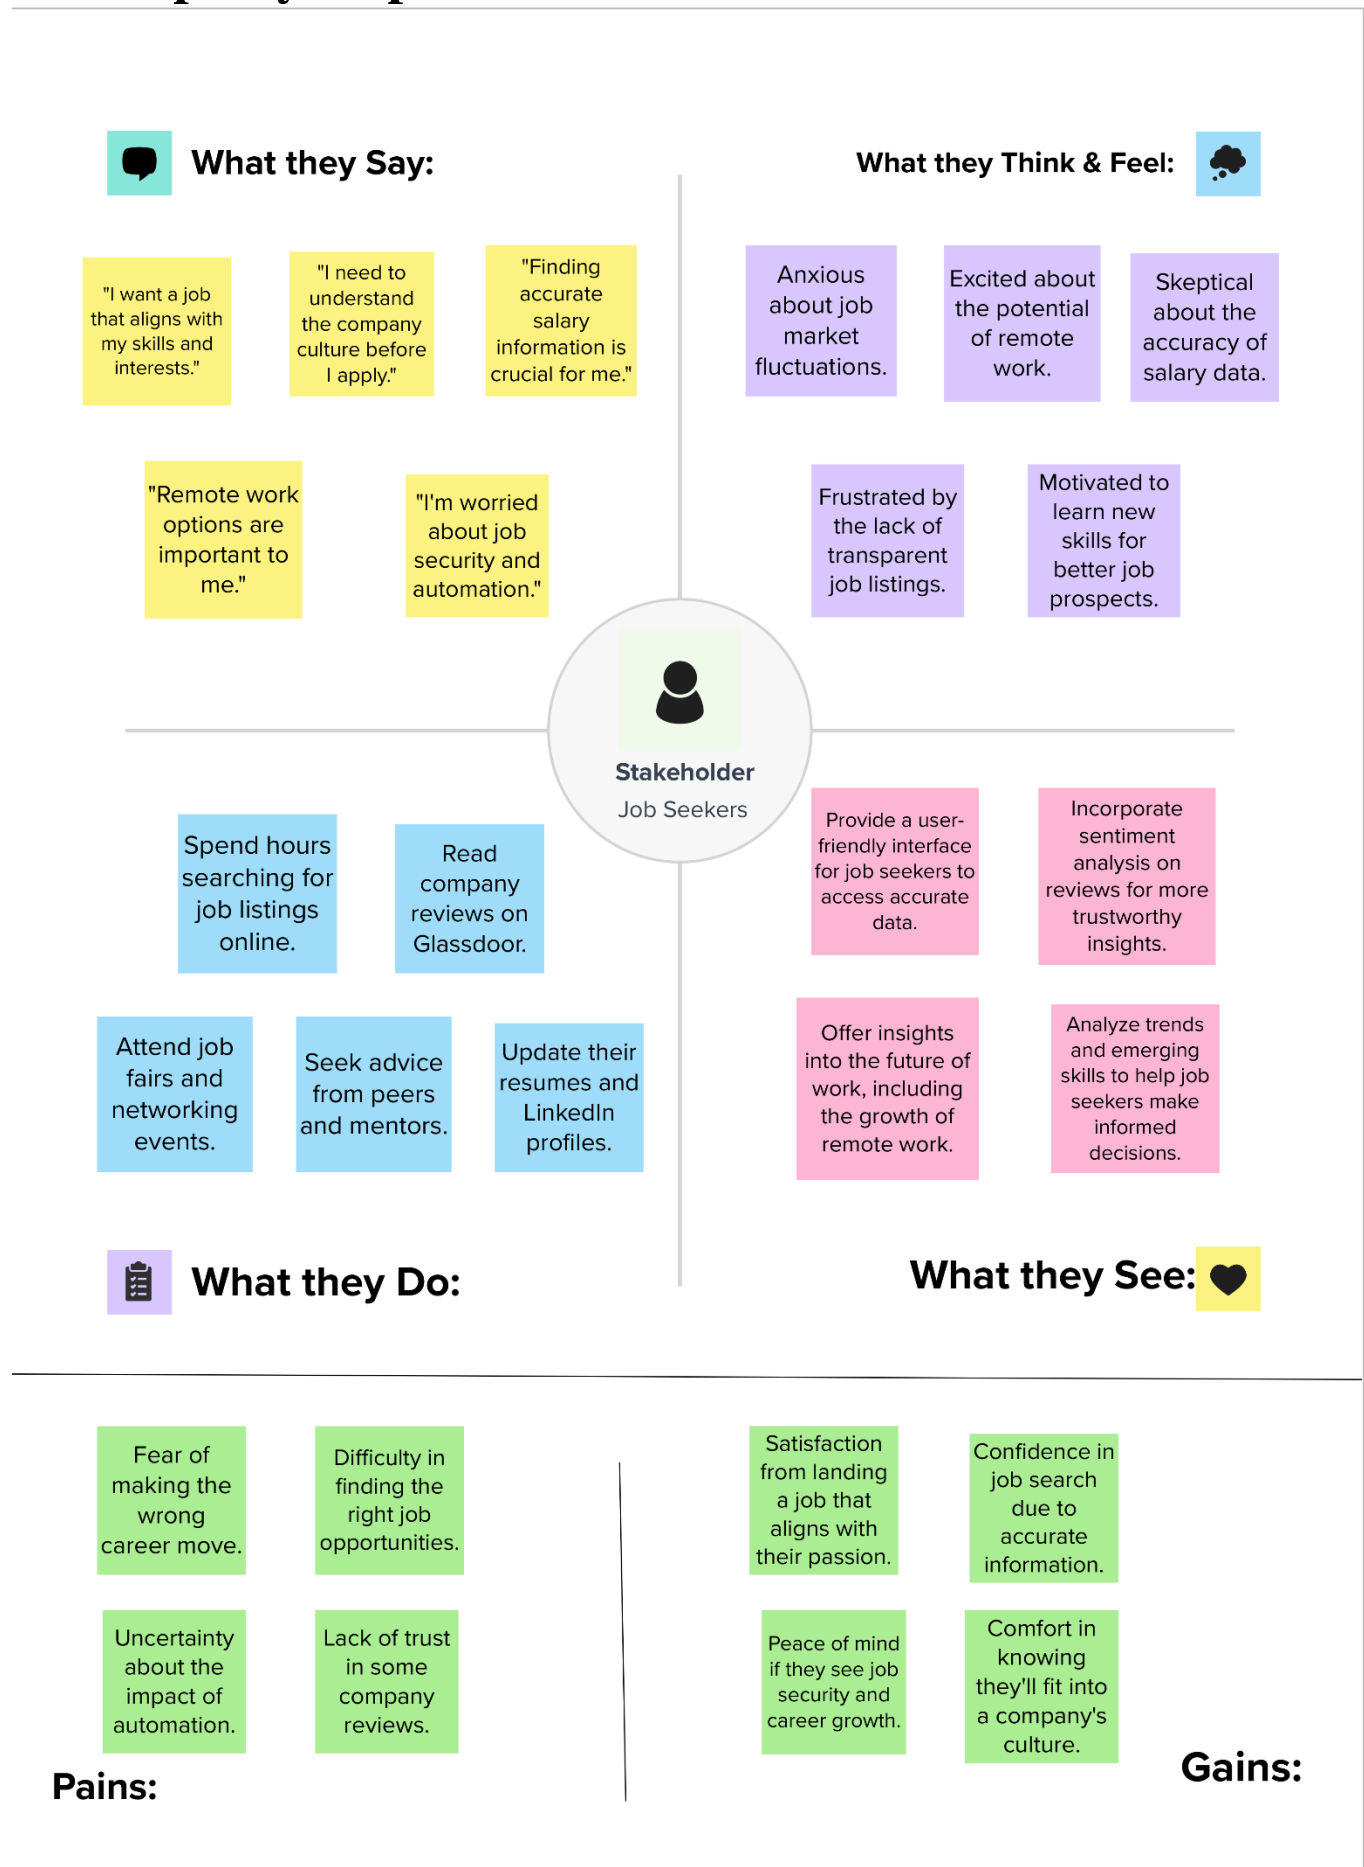 What they Say:
What they Think & Feel:
"I want a job
that aligns with
my skills and
interests."
"I need to
understand
the company
culture before
I apply."
"Finding
accurate
salary
information is
crucial for me."
"Remote work
options are
important to
me."
"I'm worried
about job
security and
automation."
Anxious
about job
market
fluctuations.
Excited about
the potential
of remote
work.
Skeptical
about the
accuracy of
salary data.
Frustrated by
the lack of
transparent
job listings.
Motivated to
learn new
skills for
better job
prospects.
Stakeholder
Job Seekers
Spend hours
searching for
job listings
online.
Read
company
reviews on
Glassdoor.
Attend job
fairs and
networking
events.
Seek advice
from peers
and mentors.
Update their
resumes and
LinkedIn
profiles.
Provide a user-
friendly interface
for job seekers to
access accurate
data.
Incorporate
sentiment
analysis on
reviews for more
trustworthy
insights.
Offer insights
into the future of
work, including
the growth of
remote work.
Analyze trends
and emerging
skills to help job
seekers make
informed
decisions.
What they Do:
What they See:
Fear of
making the
wrong
career move.
Difficulty in
finding the
right job
opportunities.
Uncertainty
about the
impact of
automation.
Lack of trust
in some
company
reviews.
Pains:
Satisfaction
from landing
a job that
aligns with
their passion.
Confidence in
job search
due to
accurate
information.
Peace of mind
if they see job
security and
career growth.
Comfort in
knowing
they'll fit into
a company's
culture.
Gains: